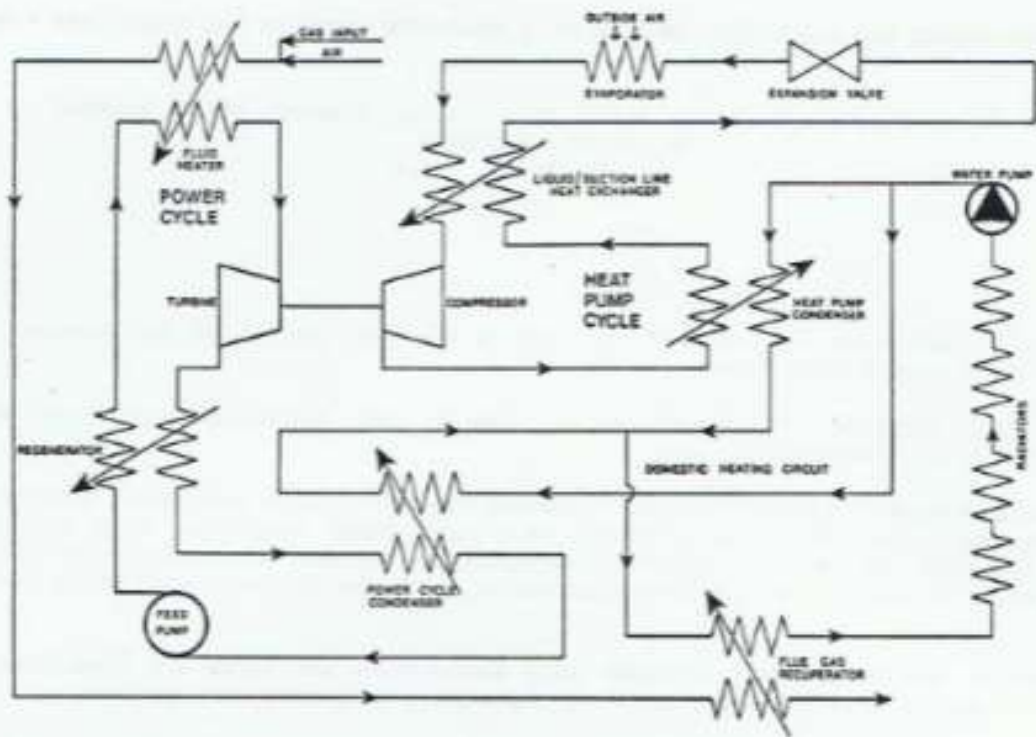 GAS INPUT
AIR
OUTSIDE AIR
EVAPORATOR
EXPANSION VALVE
FLUID
HEATER
POWER
CYCLE
LIQUID/SUCTION LINE
HEAT EXCHANGER
WATER PUMP
TURBINE
COMPRESSOR
HEAT
PUMP
CYCLE
HEAT PUMP
CONDENSER
REGENERATOR
RADIATORS
DOMESTIC HEATING CIRCUIT
POWER CYCLE
CONDENSER
FEED
PUMP
FLUE GAS
RECUPERATOR